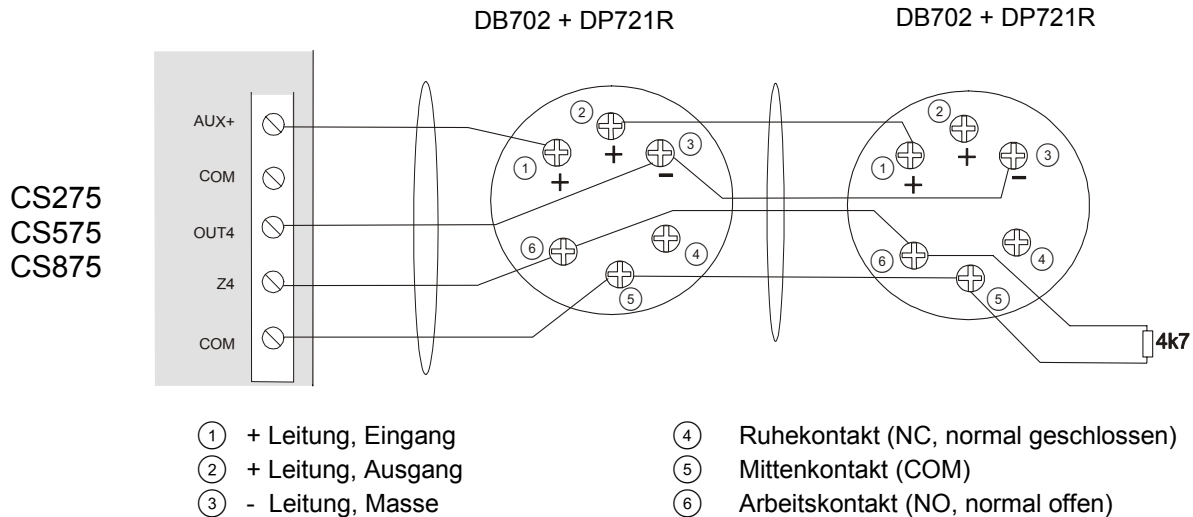 DB702 + DP721R
DB702 + DP721R
CS275
CS575
CS875
AUX+
COM
OUT4
Z4
COM
1
+
2
+
3
-
4
5
6
1
+
2
+
3
-
4
5
6
4k7
1 + Leitung, Eingang
2 + Leitung, Ausgang
3 - Leitung, Masse
4 Ruhekontakt (NC, normal geschlossen)
5 Mittenkontakt (COM)
6 Arbeitskontakt (NO, normal offen)